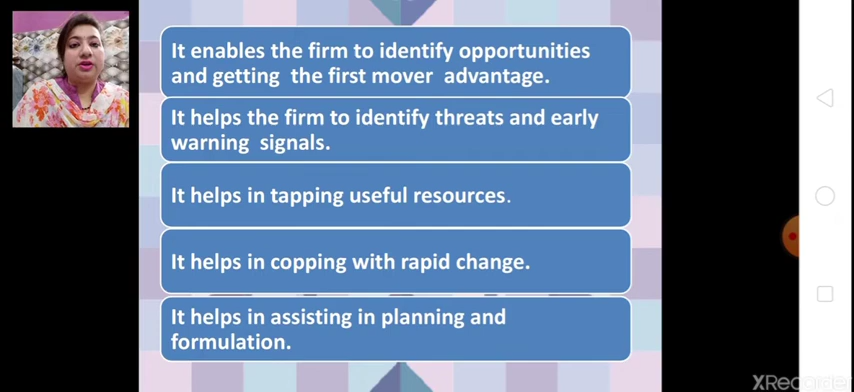 It enables the firm to identify opportunities
and getting the first mover advantage.
It helps the firm to identify threats and early
warning signals.
It helps in tapping useful resources.
It helps in copping with rapid change.
It helps in assisting in planning and
formulation.
XRecorder